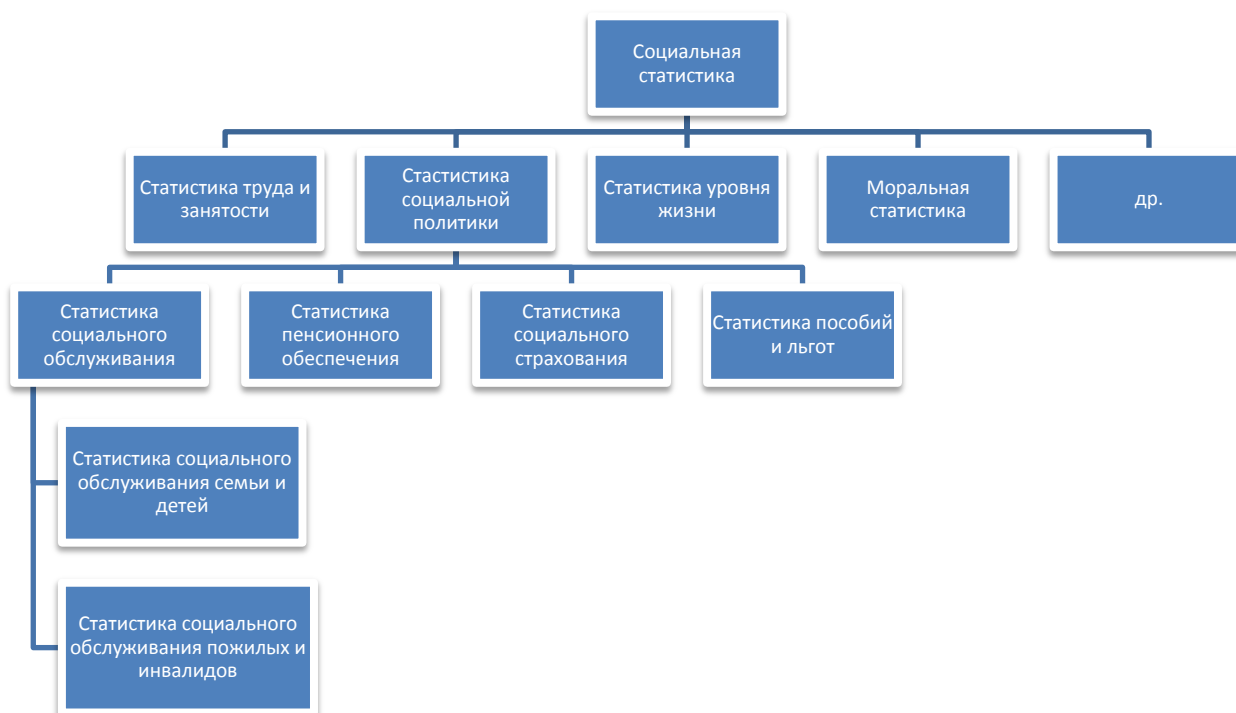 Социальная
статистика
Статистика труда и
занятости
Стастистика
социальной
политики
Статистика уровня
жизни
Моральная
статистика
др.
Статистика
социального
обслуживания
Статистика
пенсионного
обеспечения
Статистика
социального
страхования
Статистика пособий
и льгот
Статистика социального
обслуживания семьи и
детей
Статистика социального
обслуживания пожилых и
инвалидов